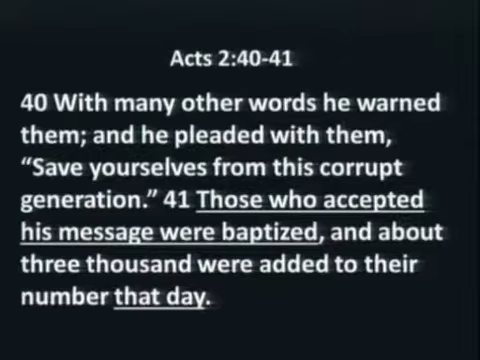 Acts 2:40-41
40 With many other words he warned
them; and he pleaded with them,
“Save yourselves from this corrupt
generation.” 41 Those who accepted
his message were baptized, and about
three thousand were added to their
number that day.